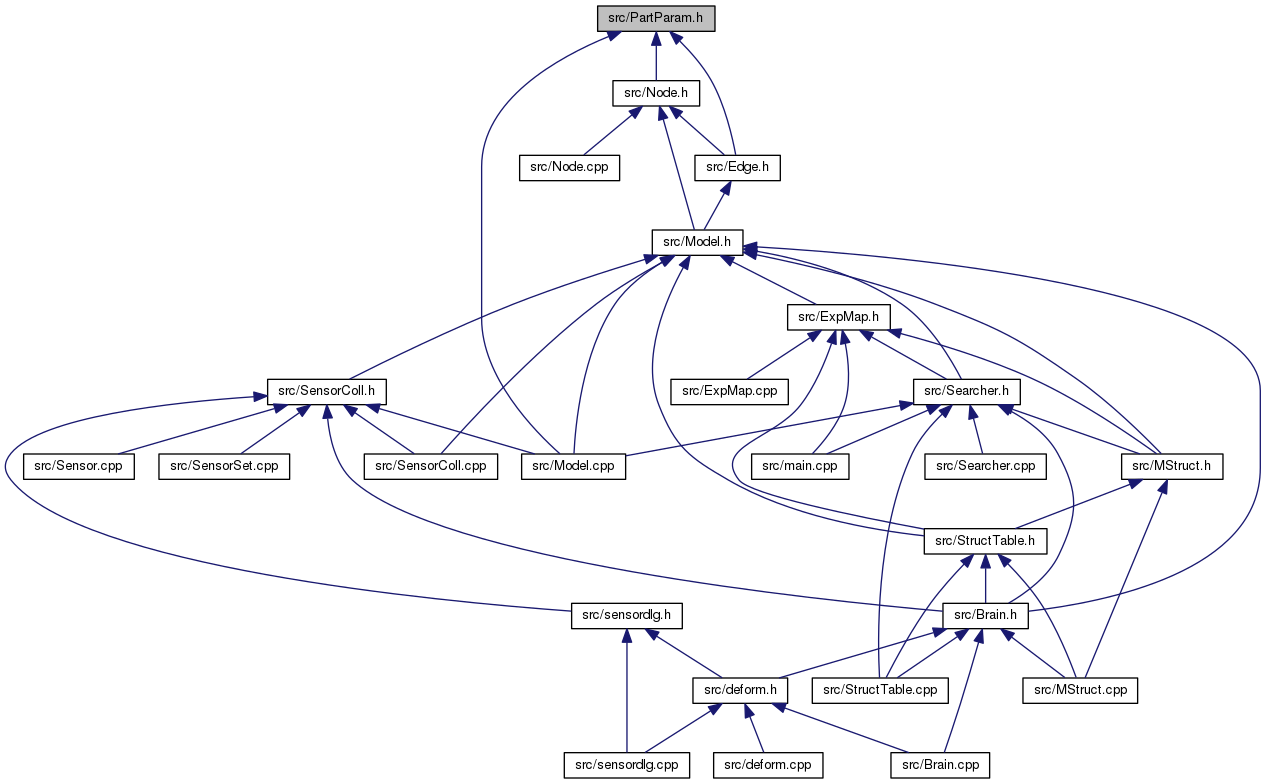 src/PartParam.h
src/Node.h
src/Node.cpp
src/Edge.h
src/Model.h
src/ExpMap.h
src/SensorColl.h
src/ExpMap.cpp
src/Searcher.h
src/Sensor.cpp
src/SensorSet.cpp
src/SensorColl.cpp
src/Model.cpp
src/main.cpp
src/Searcher.cpp
src/MStruct.h
src/StructTable.h
src/sensordlg.h
src/Brain.h
src/deform.h
src/StructTable.cpp
src/MStruct.cpp
src/sensordlg.cpp
src/deform.cpp
src/Brain.cpp